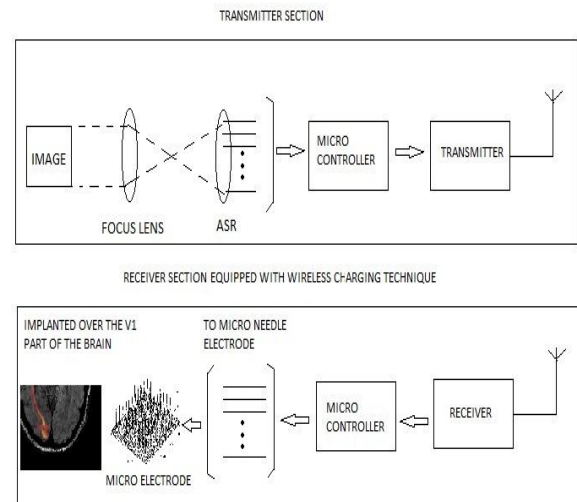 TRANSMITTER SECTION
IMAGE
FOCUS LENS
ASR
MICRO
CONTROLLER
TRANSMITTER
RECEIVER SECTION EQUIPPED WITH WIRELESS CHARGING TECHNIQUE
IMPLANTED OVER THE V1
PART OF THE BRAIN
TO MICRO NEEDLE
ELECTRODE
MICRO
CONTROLLER
RECEIVER
MICRO ELECTRODE